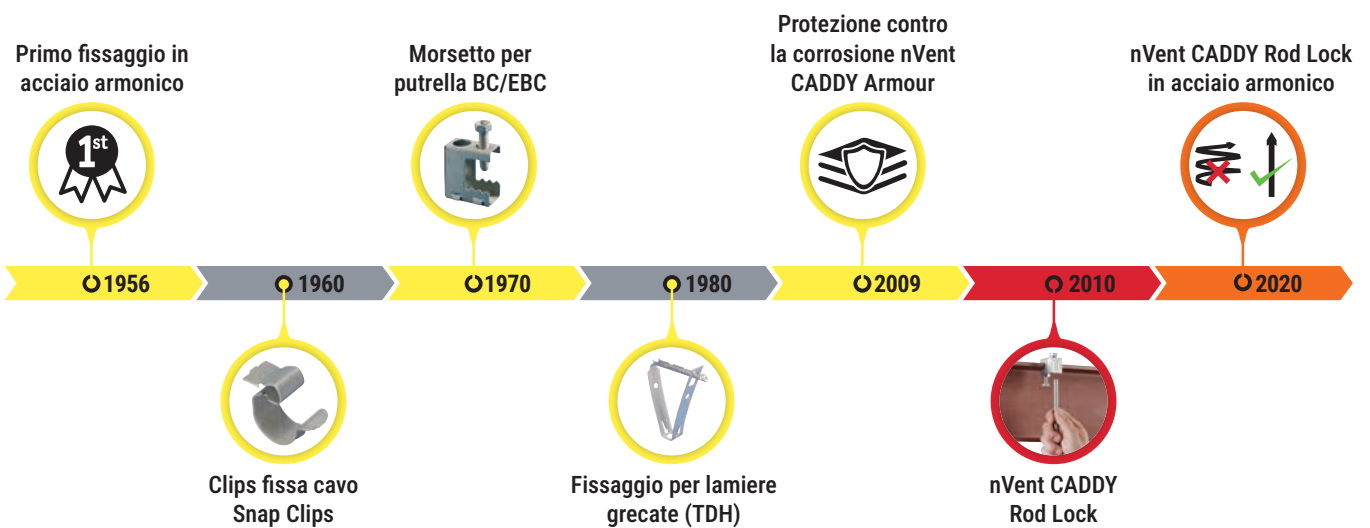 Primo fissaggio in
acciaio armonico
1st
1956
Clips fissa cavo
Snap Clips
1960
Morsetto per
putrella BC/EBC
1970
Fissaggio per lamiere
grecate (TDH)
1980
Protezione contro
la corrosione nVent
CADDY Armour
2009
nVent CADDY
Rod Lock
2010
nVent CADDY Rod Lock
in acciaio armonico
2020